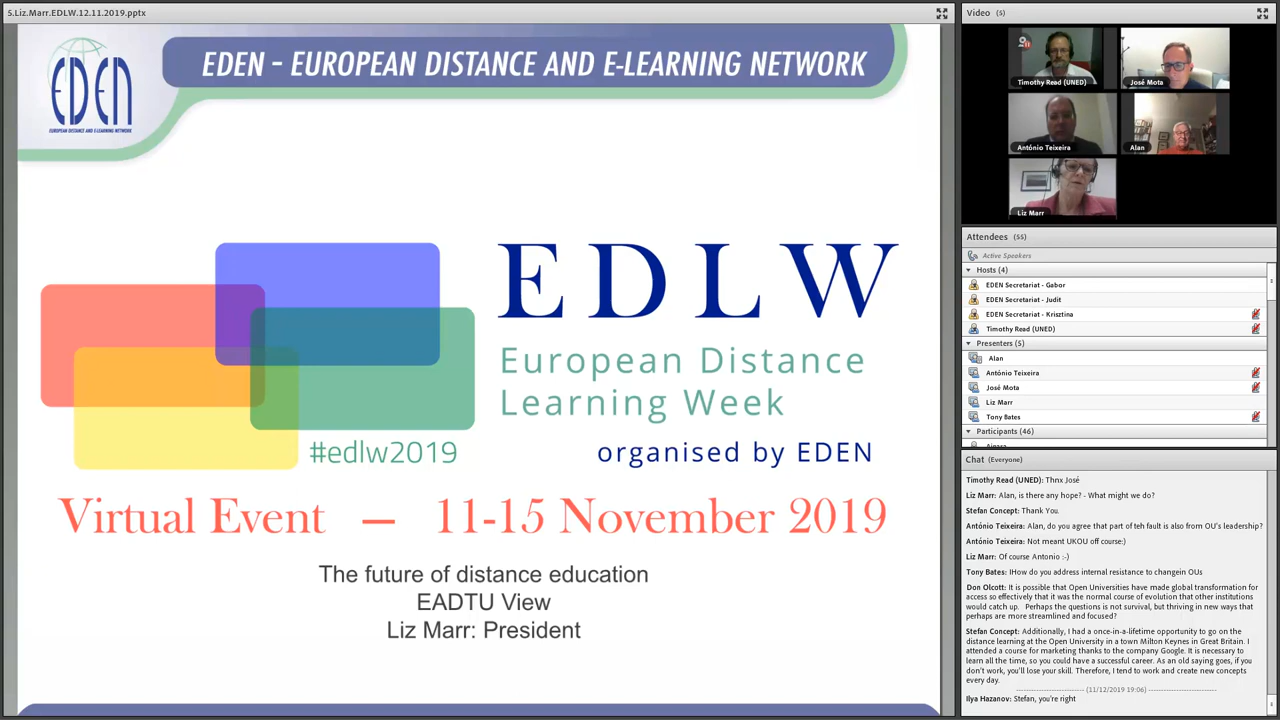 5.Liz.Marr.EDLW.12.11.2019.pptx
EDEN
EUROPEAN DISTANCE AND E-LEARNING NETWORK
EDEN - EUROPEAN DISTANCE AND E-LEARNING NETWORK
EDLW
European Distance
Learning Week
#edlw2019
organised by EDEN
Virtual Event — 11-15 November 2019
The future of distance education
EADTU View
Liz Marr: President
Video (5)
Timothy Read (UNED)
José Mota
António Teixeira
Alan
Liz Marr
Attendees (55)
Active Speakers
Hosts (4)
EDEN Secretariat - Gabor
EDEN Secretariat - Judit
EDEN Secretariat - Krisztina
Timothy Read (UNED)
Presenters (5)
Alan
António Teixeira
José Mota
Liz Marr
Tony Bates
Participants (46)
Chat (Everyone)
Timothy Read (UNED): Thnx José
Liz Marr: Alan, is there any hope? - What might we do?
Stefan Concept: Thank You.
António Teixeira: Alan, do you agree that part of teh fault is also from OU's leadership?
António Teixeira: Not meant UKOU off course:)
Liz Marr: Of course Antonio :-)
Tony Bates: IHow do you address internal resistance to changein OUs
Don Olcott: It is possible that Open Universities have made global transformation for
access so effectively that it was the normal course of evolution that other institutions
would catch up. Perhaps the questions is not survival, but thriving in new ways that
perhaps are more streamlined and focused?
Stefan Concept: Additionally, I had a once-in-a-lifetime opportunity to go on the
distance learning at the Open University in a town Milton Keynes in Great Britain. I
attended a course for marketing thanks to the company Google. It is necessary to
learn all the time, so you could have a successful career. As an old saying goes, if you
don't work, you'll lose your skill. Therefore, I tend to work and create new concepts
every day.
(11/12/2019 19:06)
Ilya Hazanov: Stefan, you're right